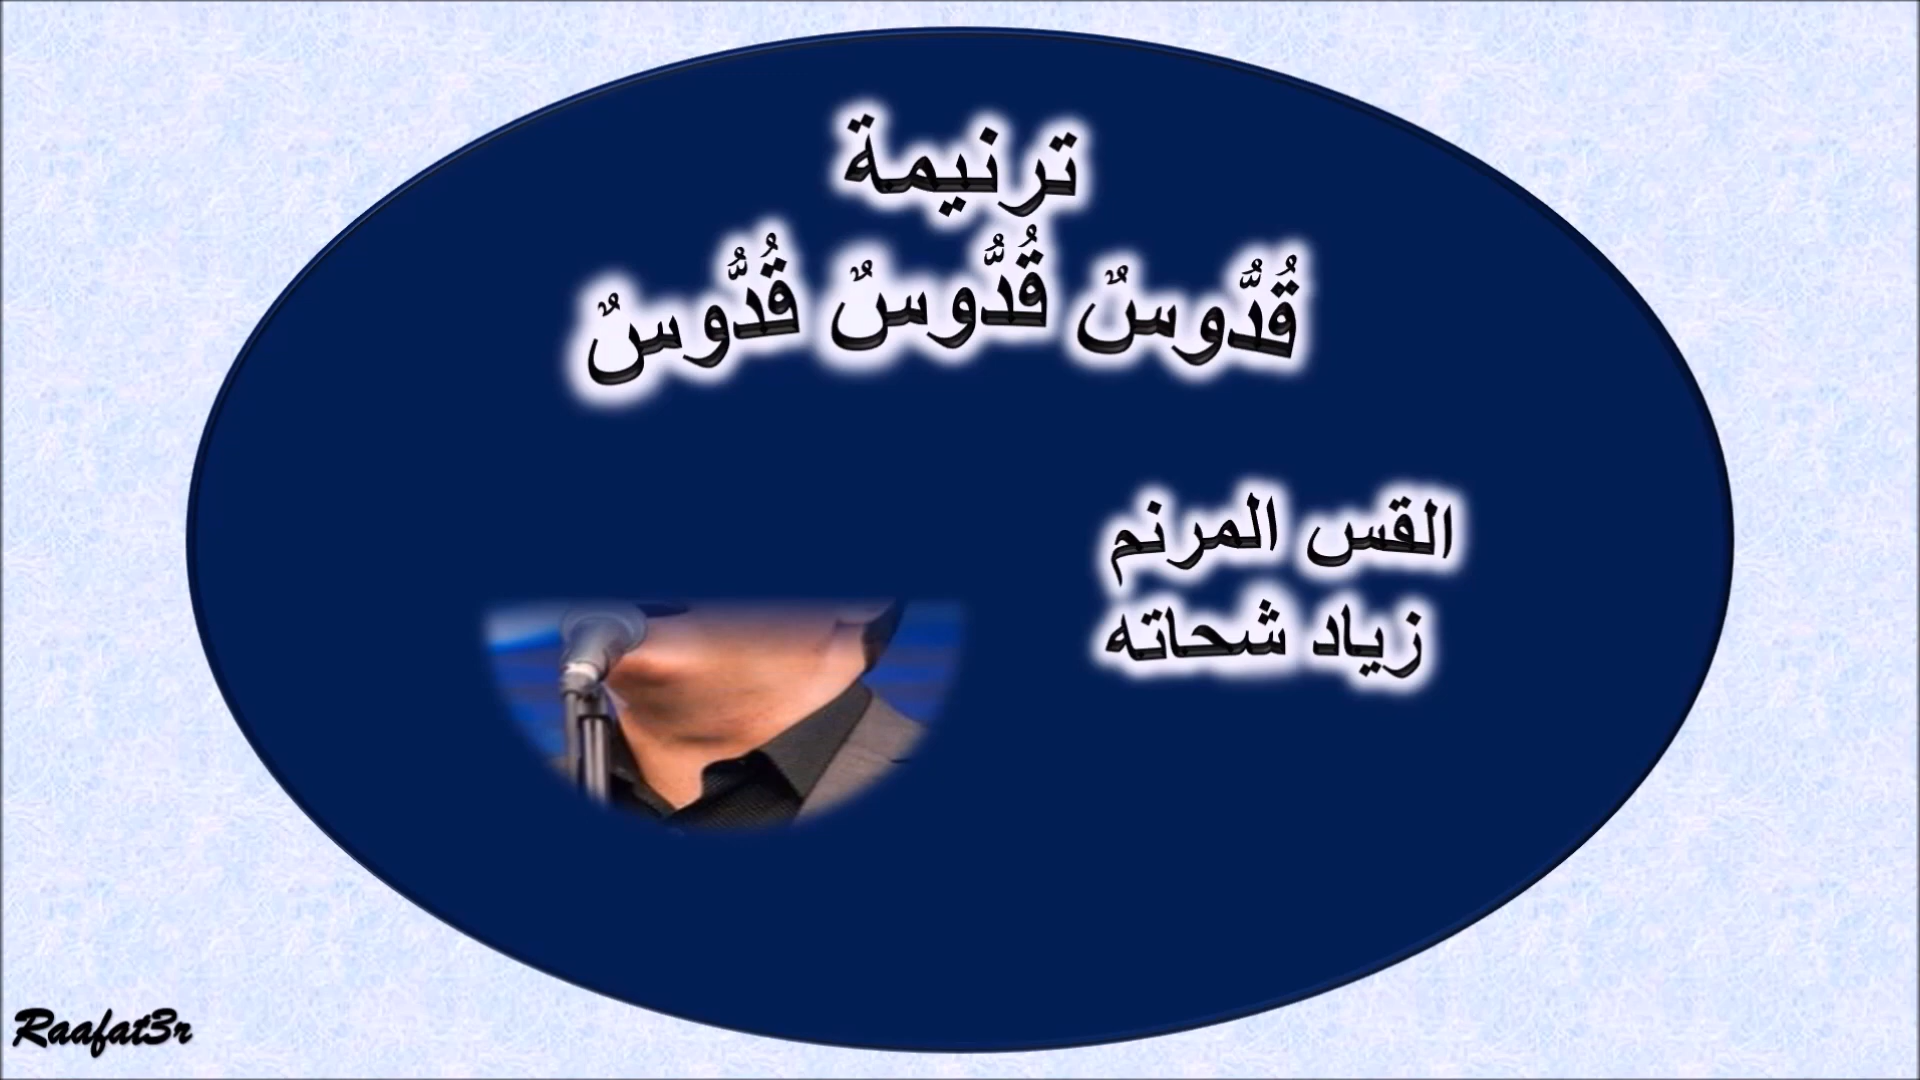 ترنيمة
قُدُّوسٌ قُدُّوسٌ قُدُّوسٌ
القس المرنم
زياد شحاته
Raafat3r